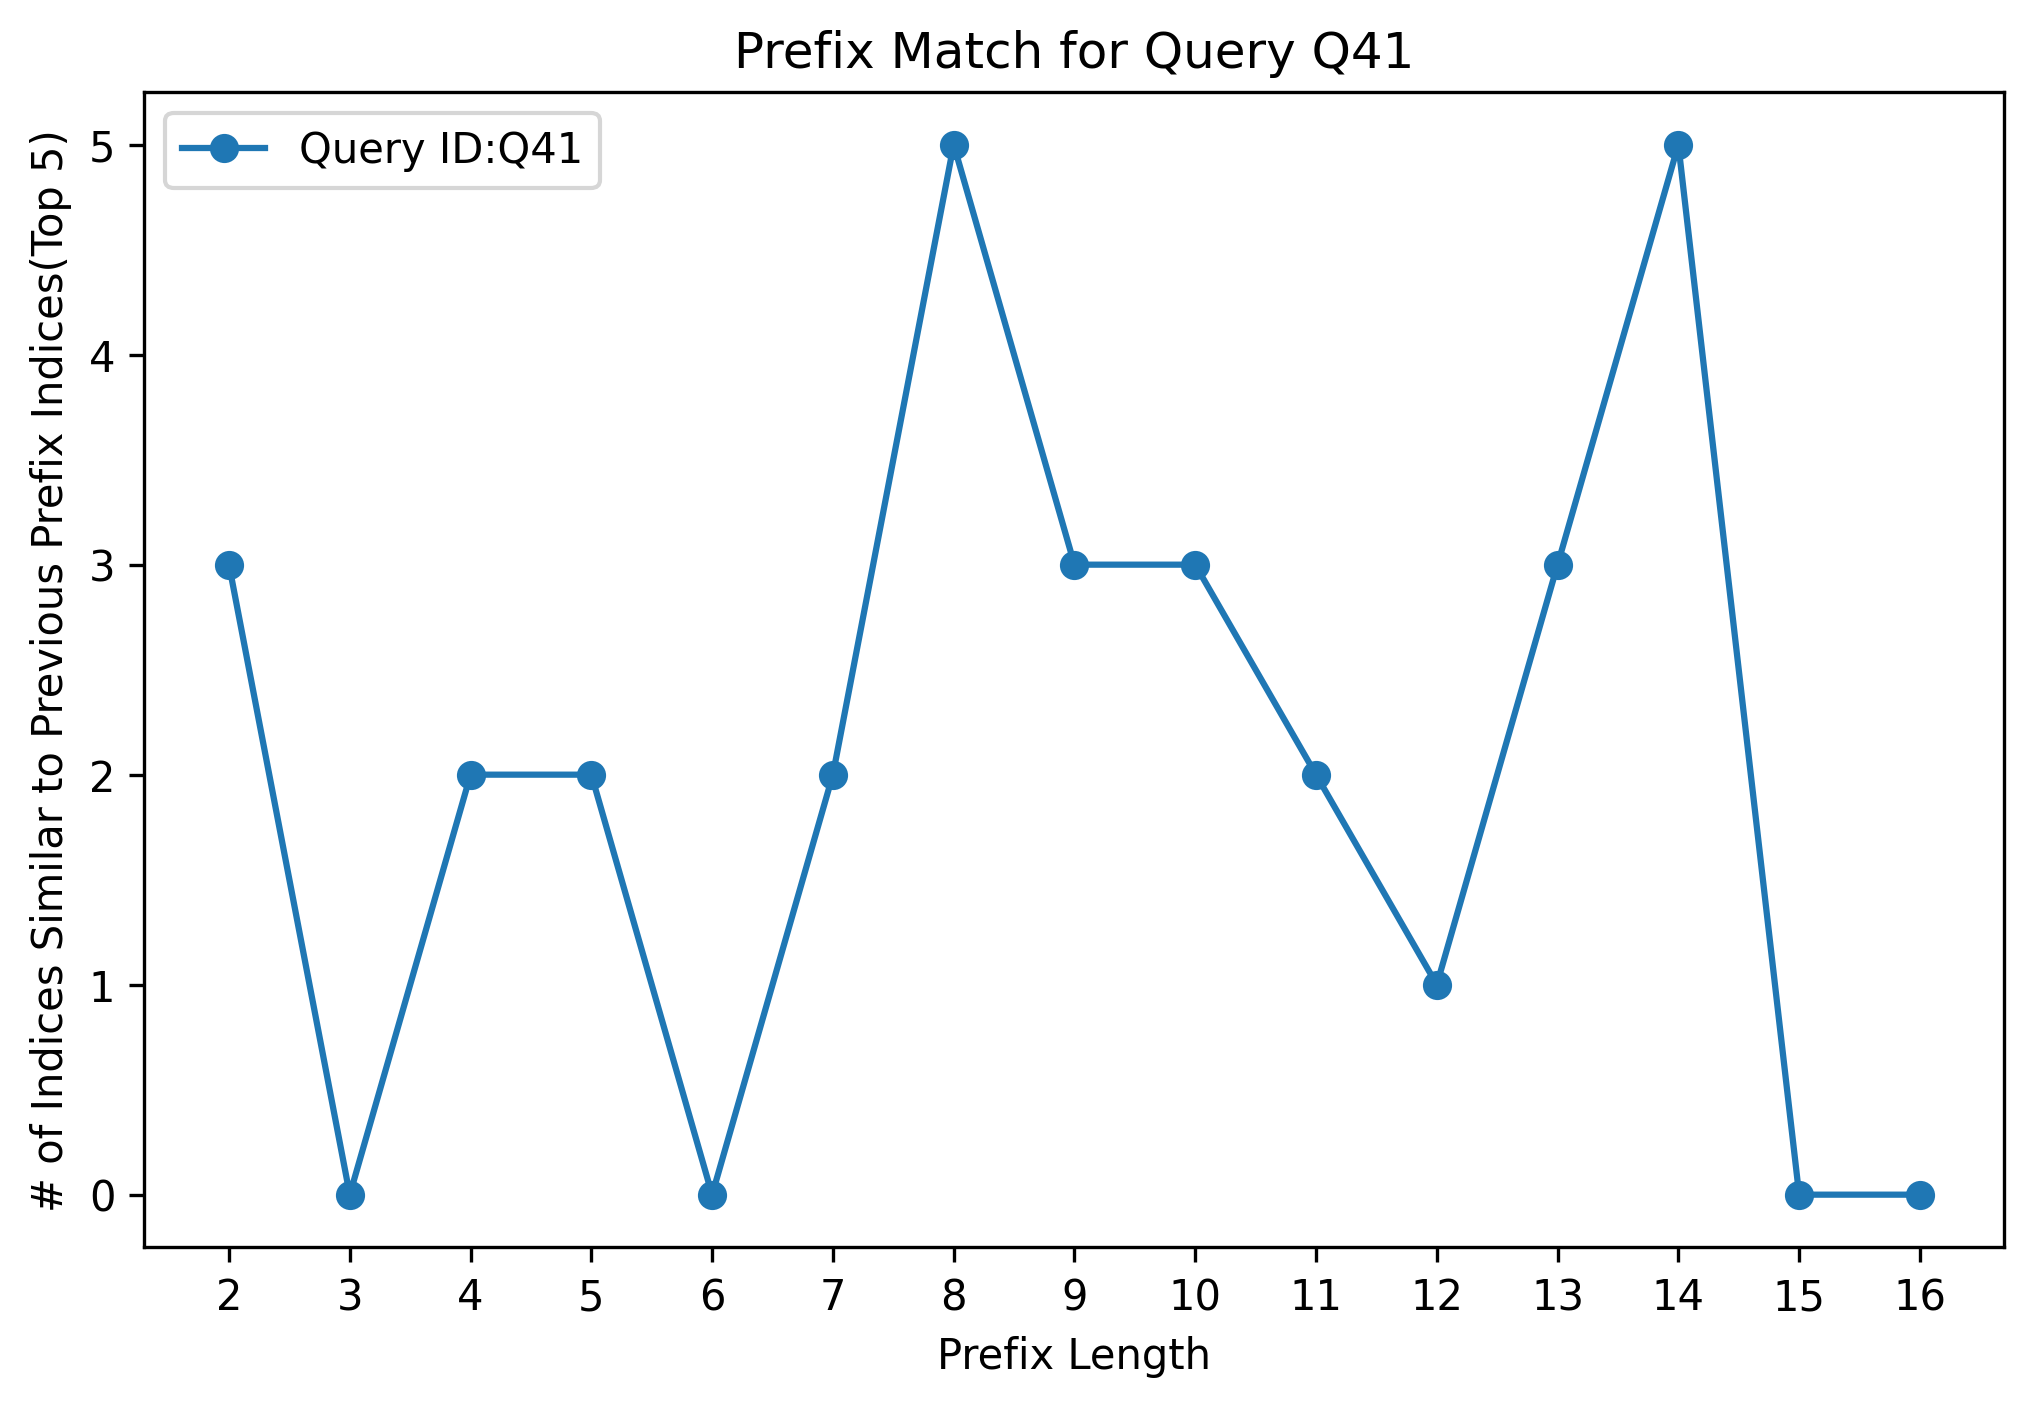 Prefix Match for Query Q41
Query ID:Q41
# of Indices Similar to Previous Prefix Indices(Top 5)
5
4
3
2
1
0
2 3 4 5 6 7 8 9 10 11 12 13 14 15 16
Prefix Length